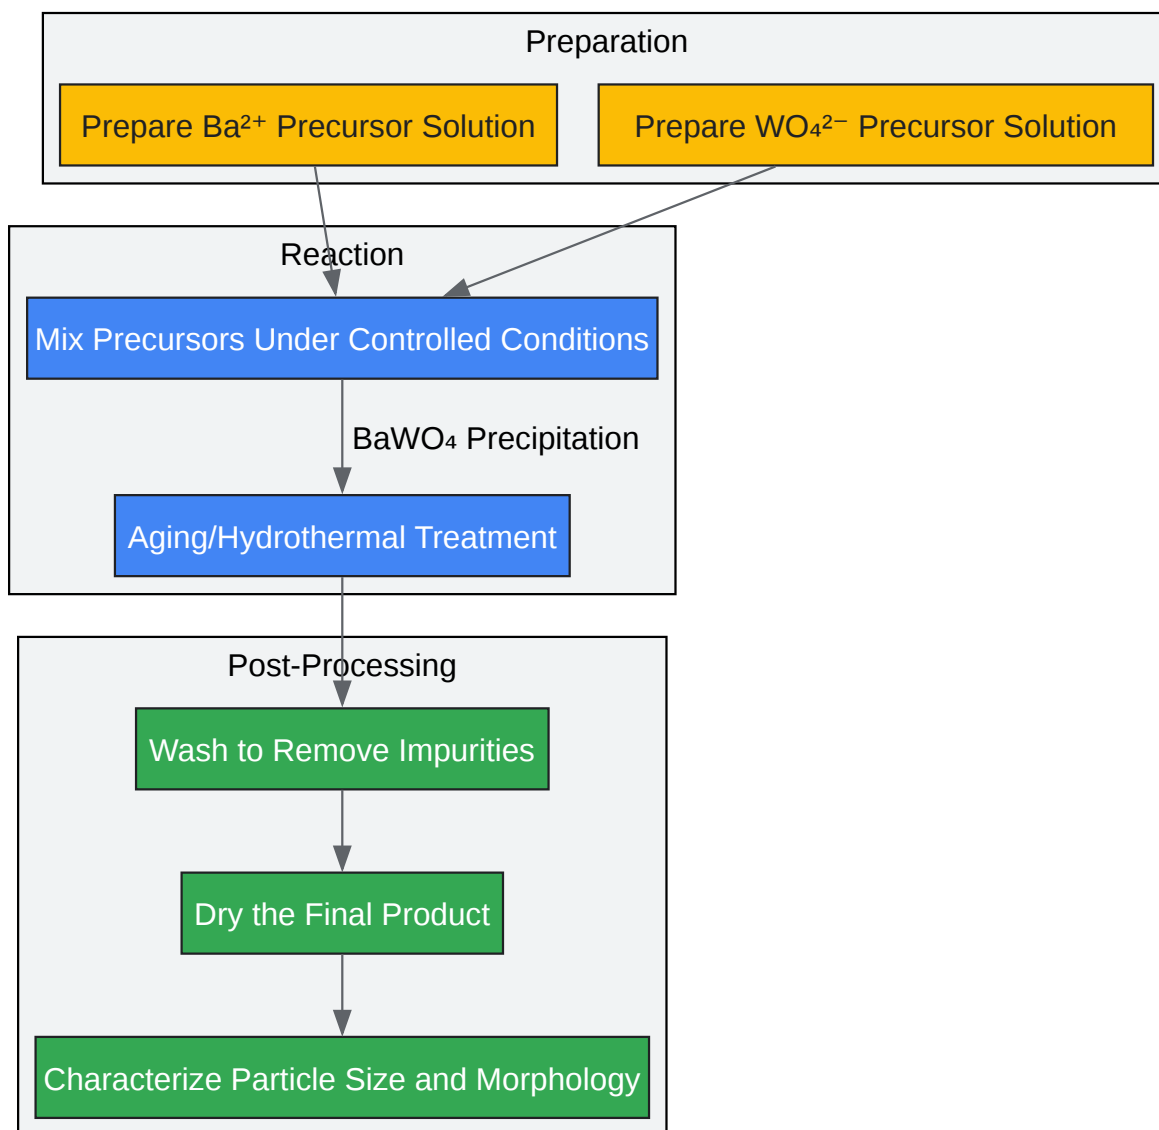 Preparation
Prepare Ba²⁺ Precursor Solution
Prepare WO₄²⁻ Precursor Solution
Reaction
Mix Precursors Under Controlled Conditions
BaWO₄ Precipitation
Aging/Hydrothermal Treatment
Post-Processing
Wash to Remove Impurities
Dry the Final Product
Characterize Particle Size and Morphology